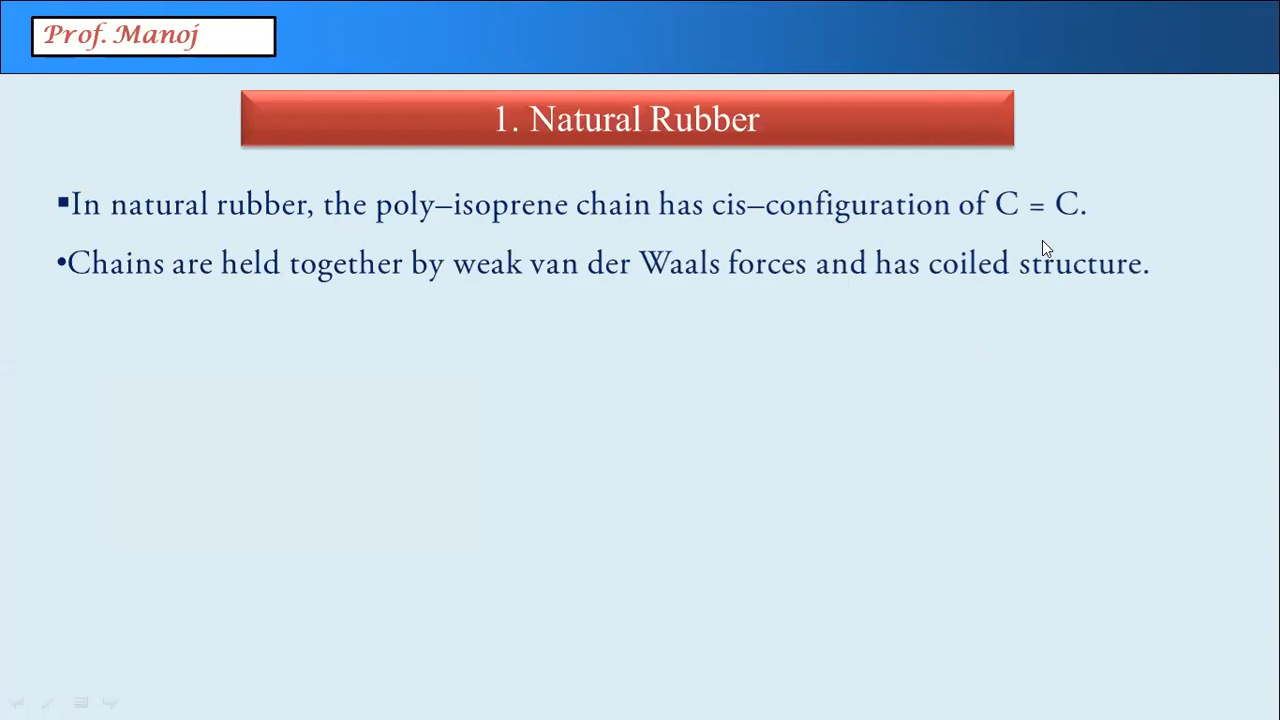 Prof. Manoj
1. Natural Rubber
▪In natural rubber, the poly–isoprene chain has cis–configuration of C = C.
•Chains are held together by weak van der Waals forces and has coiled structure.